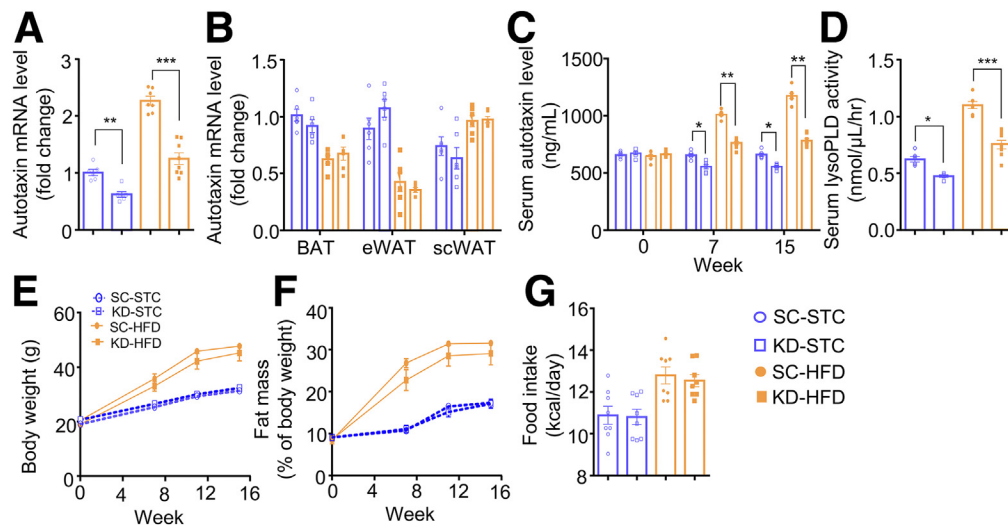 A
Autotaxin mRNA level
(fold change)
3
2
1
0
**
***
B
Autotaxin mRNA level
(fold change)
1.5
1.0
0.5
0.0
BAT
eWAT
scWAT
C
Serum autotaxin level
(ng/mL)
1500
1000
500
0
*
**
*
**
0
7
15
Week
D
Serum lysoPLD activity
(nmol/µL/hr)
1.5
1.0
0.5
0.0
*
***
E
Body weight (g)
60
40
20
0
SC-STC
KD-STC
SC-HFD
KD-HFD
0
4
8
12
16
Week
F
Fat mass
(% of body weight)
40
30
20
10
0
0
4
8
12
16
Week
G
Food intake
(kcal/day)
16
14
12
10
8
SC-STC
KD-STC
SC-HFD
KD-HFD